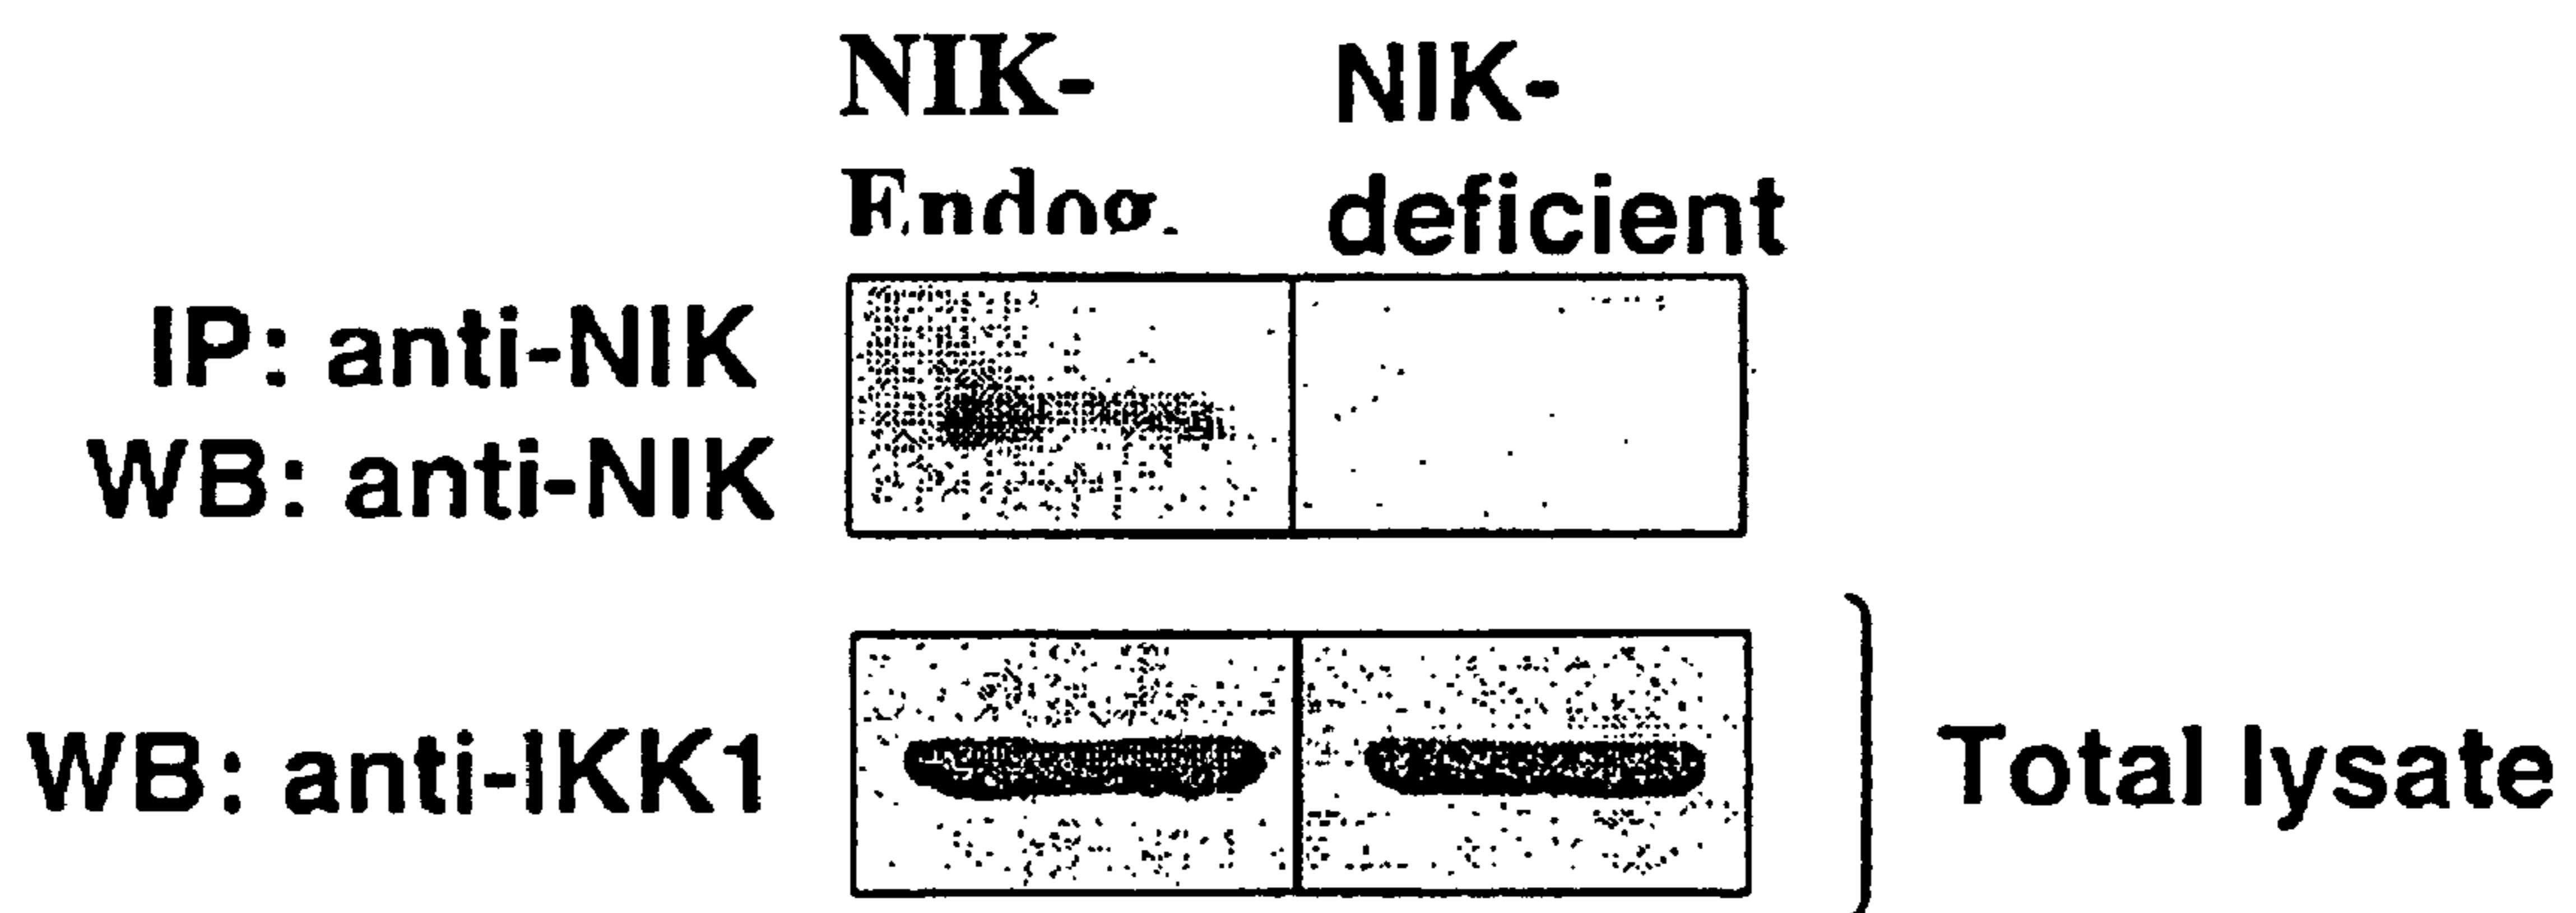 NIK- NIK-
Endog. deficient
IP: anti-NIK
WB: anti-NIK
WB: anti-IKK1
Total lysate